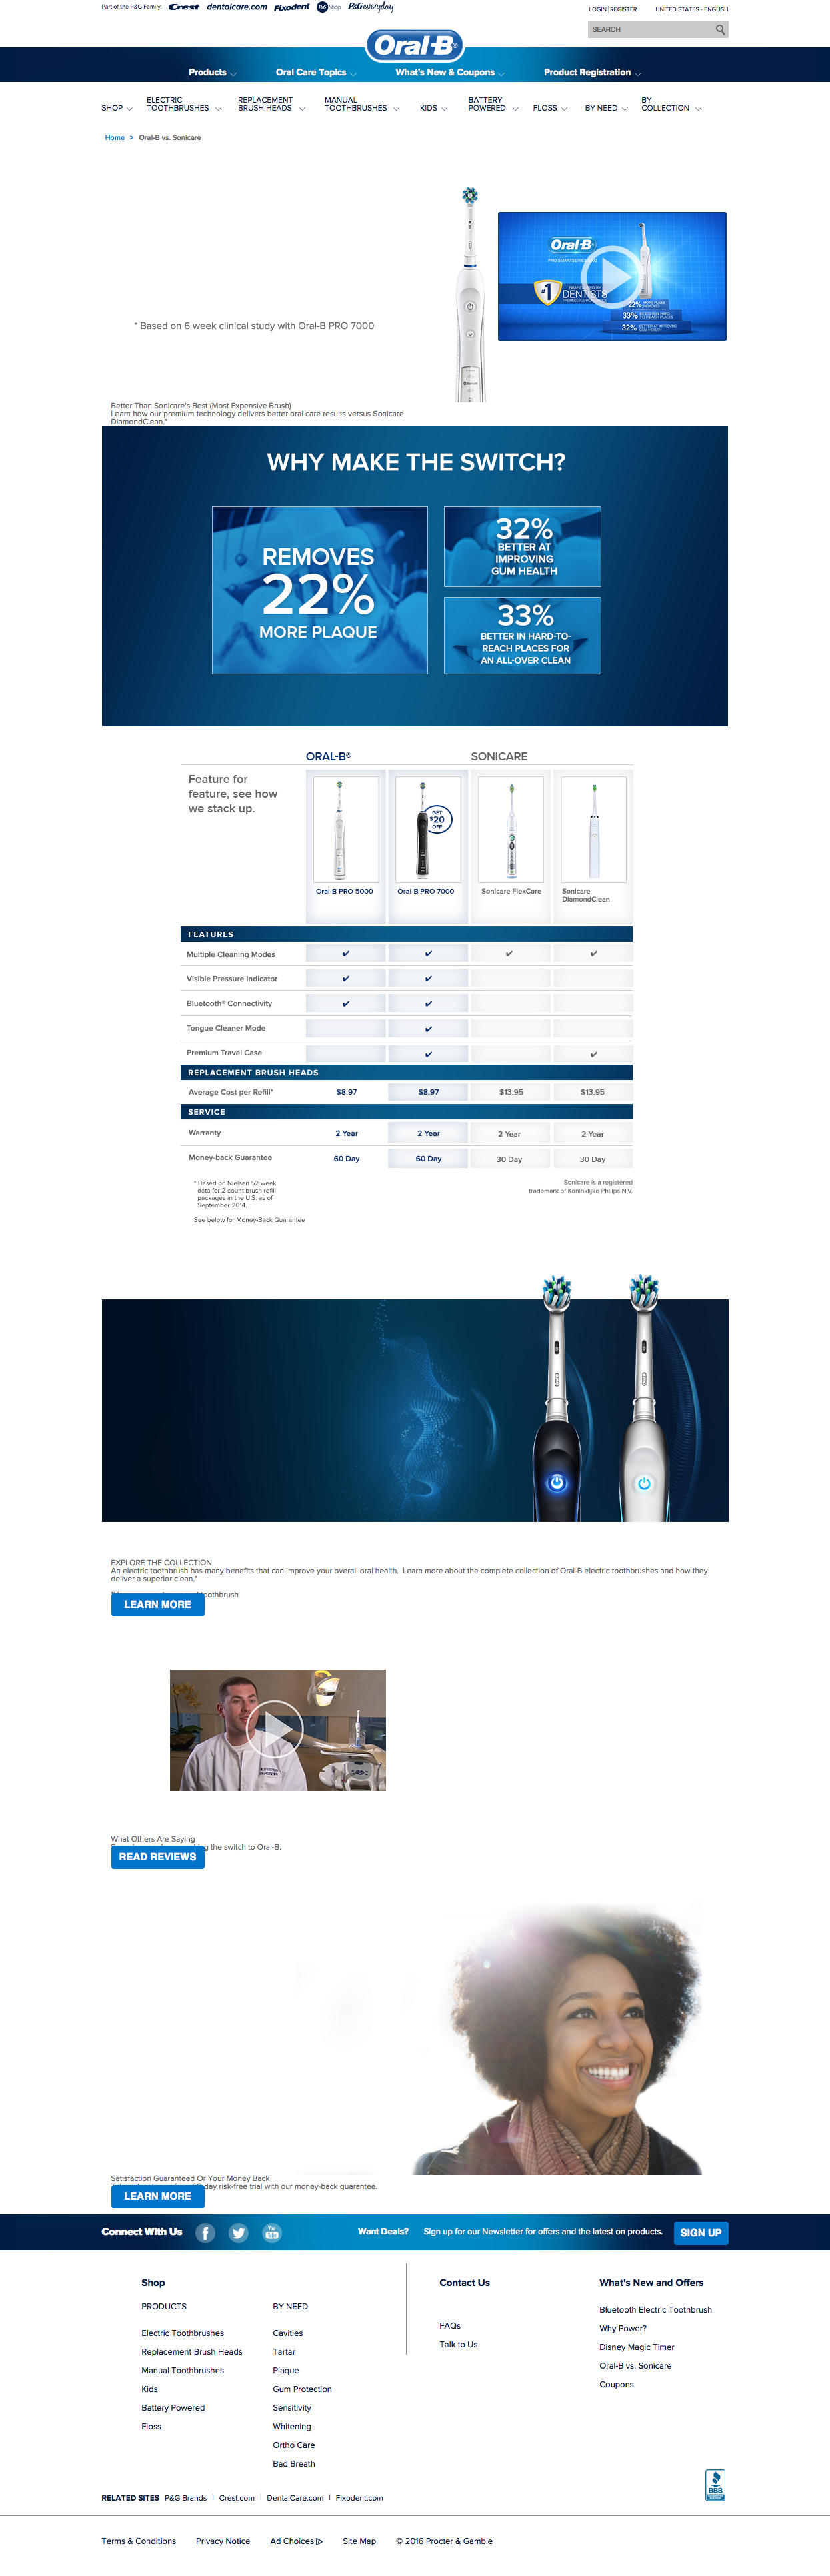 Part of the P&G Family: Crest dentalcare.com Fixodent P&G Shop P&G everyday
LOGIN | REGISTER UNITED STATES - ENGLISH
SEARCH
Oral-B®
Products What's New & Coupons Oral Care Topics Product Registration
SHOP
ELECTRIC TOOTHBRUSHES
REPLACEMENT BRUSH HEADS
MANUAL TOOTHBRUSHES
KIDS
BATTERY POWERED
FLOSS
BY NEED
BY COLLECTION
Home > Oral-B vs. Sonicare
Oral-B
#1
DENTISTS
22% MORE PLAQUE
33%
32%
* Based on 6 week clinical study with Oral-B PRO 7000
Better Than Sonicare's Best (Most Expensive Brush)
Learn how our premium technology delivers better oral care results versus Sonicare
DiamondClean.*
WHY MAKE THE SWITCH?
REMOVES
22%
MORE PLAQUE
32%
BETTER AT
IMPROVING
GUM HEALTH
33%
BETTER IN HARD-TO-
REACH PLACES FOR
AN ALL-OVER CLEAN
ORAL-B® SONICARE
Feature for
feature, see how
we stack up.
GET
$20
OFF
Oral-B PRO 5000 Oral-B PRO 7000 Sonicare FlexCare Sonicare
DiamondClean
FEATURES
Multiple Cleaning Modes ✔ ✔ ✔ ✔
Visible Pressure Indicator ✔ ✔
Bluetooth® Connectivity ✔ ✔
Tongue Cleaner Mode ✔
Premium Travel Case ✔ ✔
REPLACEMENT BRUSH HEADS
Average Cost per Refill* $8.97 $8.97 $13.95 $13.95
SERVICE
Warranty 2 Year 2 Year 2 Year 2 Year
Money-back Guarantee 60 Day 60 Day 30 Day 30 Day
* Based on Nielsen 52 week
data for 2 count brush refill
packages in the U.S. as of
September 2014.
See below for Money-Back Guarantee
Sonicare is a registered
trademark of Koninklijke Philips N.V.
EXPLORE THE COLLECTION
An electric toothbrush has many benefits that can improve your overall oral health. Learn more about the complete collection of Oral-B electric toothbrushes and how they
deliver a superior clean.*
toothbrush
LEARN MORE
What Others Are Saying
the switch to Oral-B.
READ REVIEWS
Satisfaction Guaranteed Or Your Money Back
day risk-free trial with our money-back guarantee.
LEARN MORE
Connect With Us
You Tube
Want Deals? Sign up for our Newsletter for offers and the latest on products. SIGN UP
Shop
PRODUCTS
Electric Toothbrushes
Replacement Brush Heads
Manual Toothbrushes
Kids
Battery Powered
Floss
BY NEED
Cavities
Tartar
Plaque
Gum Protection
Sensitivity
Whitening
Ortho Care
Bad Breath
Contact Us
FAQs
Talk to Us
What's New and Offers
Bluetooth Electric Toothbrush
Why Power?
Disney Magic Timer
Oral-B vs. Sonicare
Coupons
BBB
RELATED SITES P&G Brands | Crest.com | DentalCare.com | Fixodent.com
Terms & Conditions Privacy Notice Ad Choices Site Map © 2016 Procter & Gamble